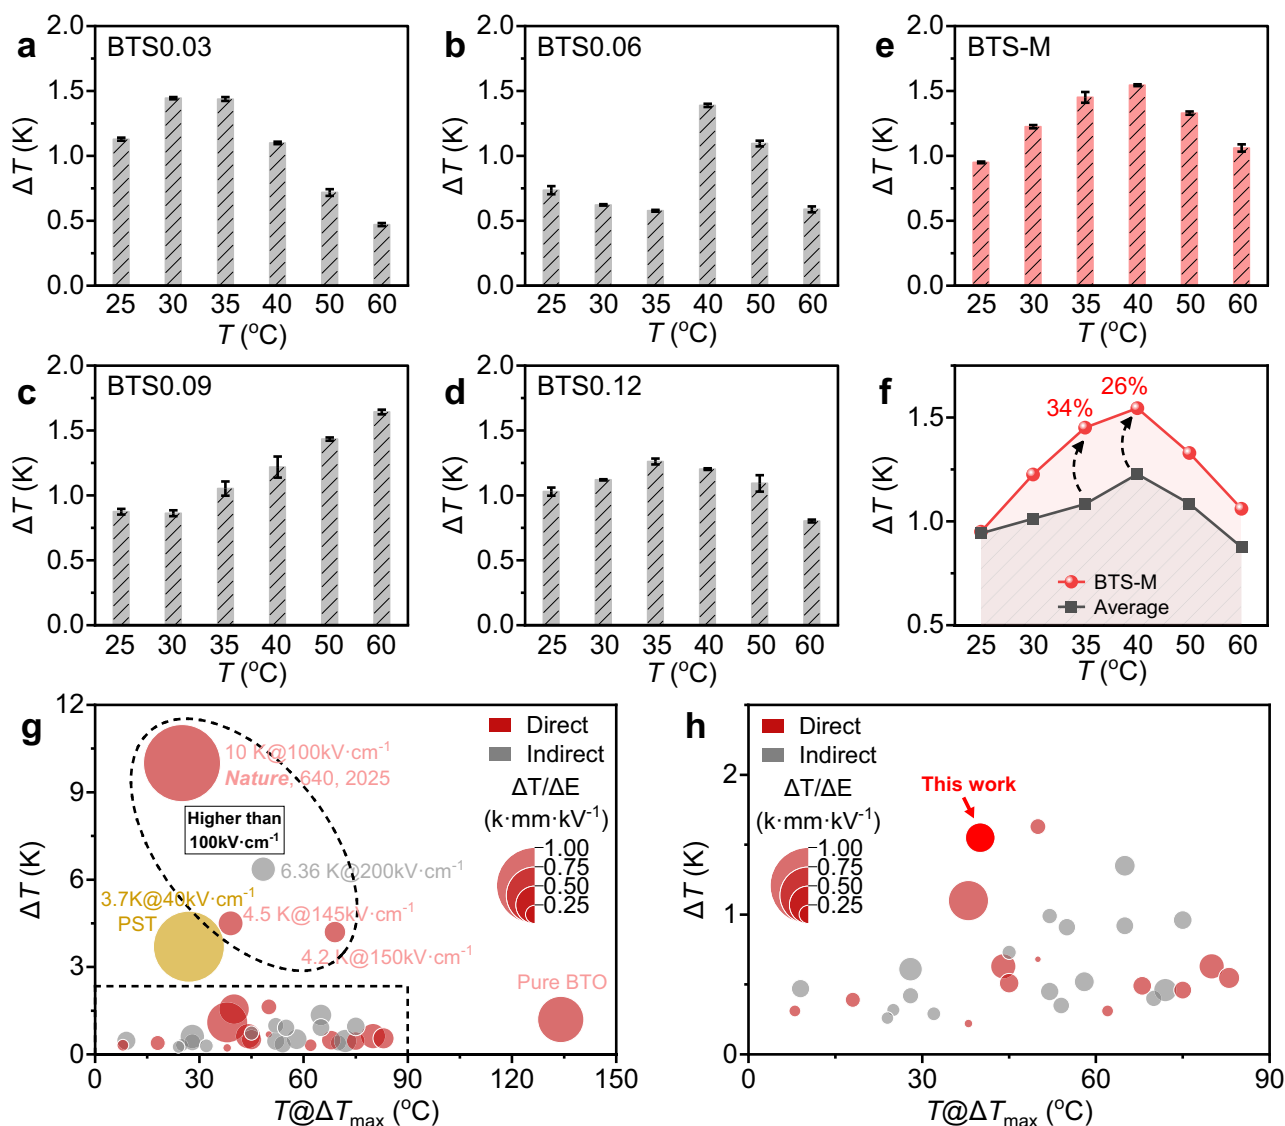 a
BTS0.03
2.0
1.5
1.0
0.5
0.0
ΔT (K)
25 30 35 40 50 60
T (°C)
b
BTS0.06
2.0
1.5
1.0
0.5
0.0
ΔT (K)
25 30 35 40 50 60
T (°C)
e
BTS-M
2.0
1.5
1.0
0.5
0.0
ΔT (K)
25 30 35 40 50 60
T (°C)
c
BTS0.09
2.0
1.5
1.0
0.5
0.0
ΔT (K)
25 30 35 40 50 60
T (°C)
d
BTS0.12
2.0
1.5
1.0
0.5
0.0
ΔT (K)
25 30 35 40 50 60
T (°C)
f
26%
34%
1.5
1.0
0.5
ΔT (K)
BTS-M
Average
25 30 35 40 50 60
T (°C)
g
12
9
6
3
0
ΔT (K)
10 K@100kV·cm⁻¹
Nature, 640, 2025
Higher than
100kV·cm⁻¹
6.36 K@200kV·cm⁻¹
3.7K@40kV·cm⁻¹
PST
4.5 K@145kV·cm⁻¹
4.2 K@150kV·cm⁻¹
Pure BTO
Direct
Indirect
ΔT/ΔE
(k·mm·kV⁻¹)
1.00
0.75
0.50
0.25
0 30 60 90 120 150
T@ΔTmax (°C)
h
2
1
0
ΔT (K)
Direct
Indirect
ΔT/ΔE
(k·mm·kV⁻¹)
1.00
0.75
0.50
0.25
This work
0 30 60 90
T@ΔTmax (°C)